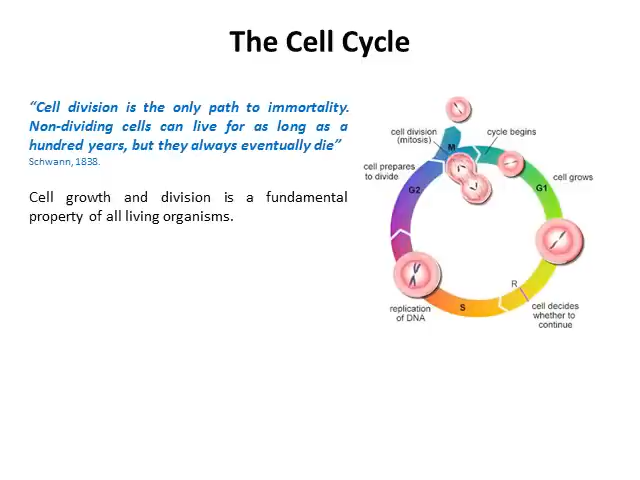 The Cell Cycle
“Cell division is the only path to immortality.
Non-dividing cells can live for as long as a
hundred years, but they always eventually die”
Schwann, 1838.
Cell growth and division is a fundamental
property of all living organisms.
cell division
(mitosis)
M
cycle begins
cell prepares
to divide
G2
G1
cell grows
R
S
replication
of DNA
cell decides
whether to
continue